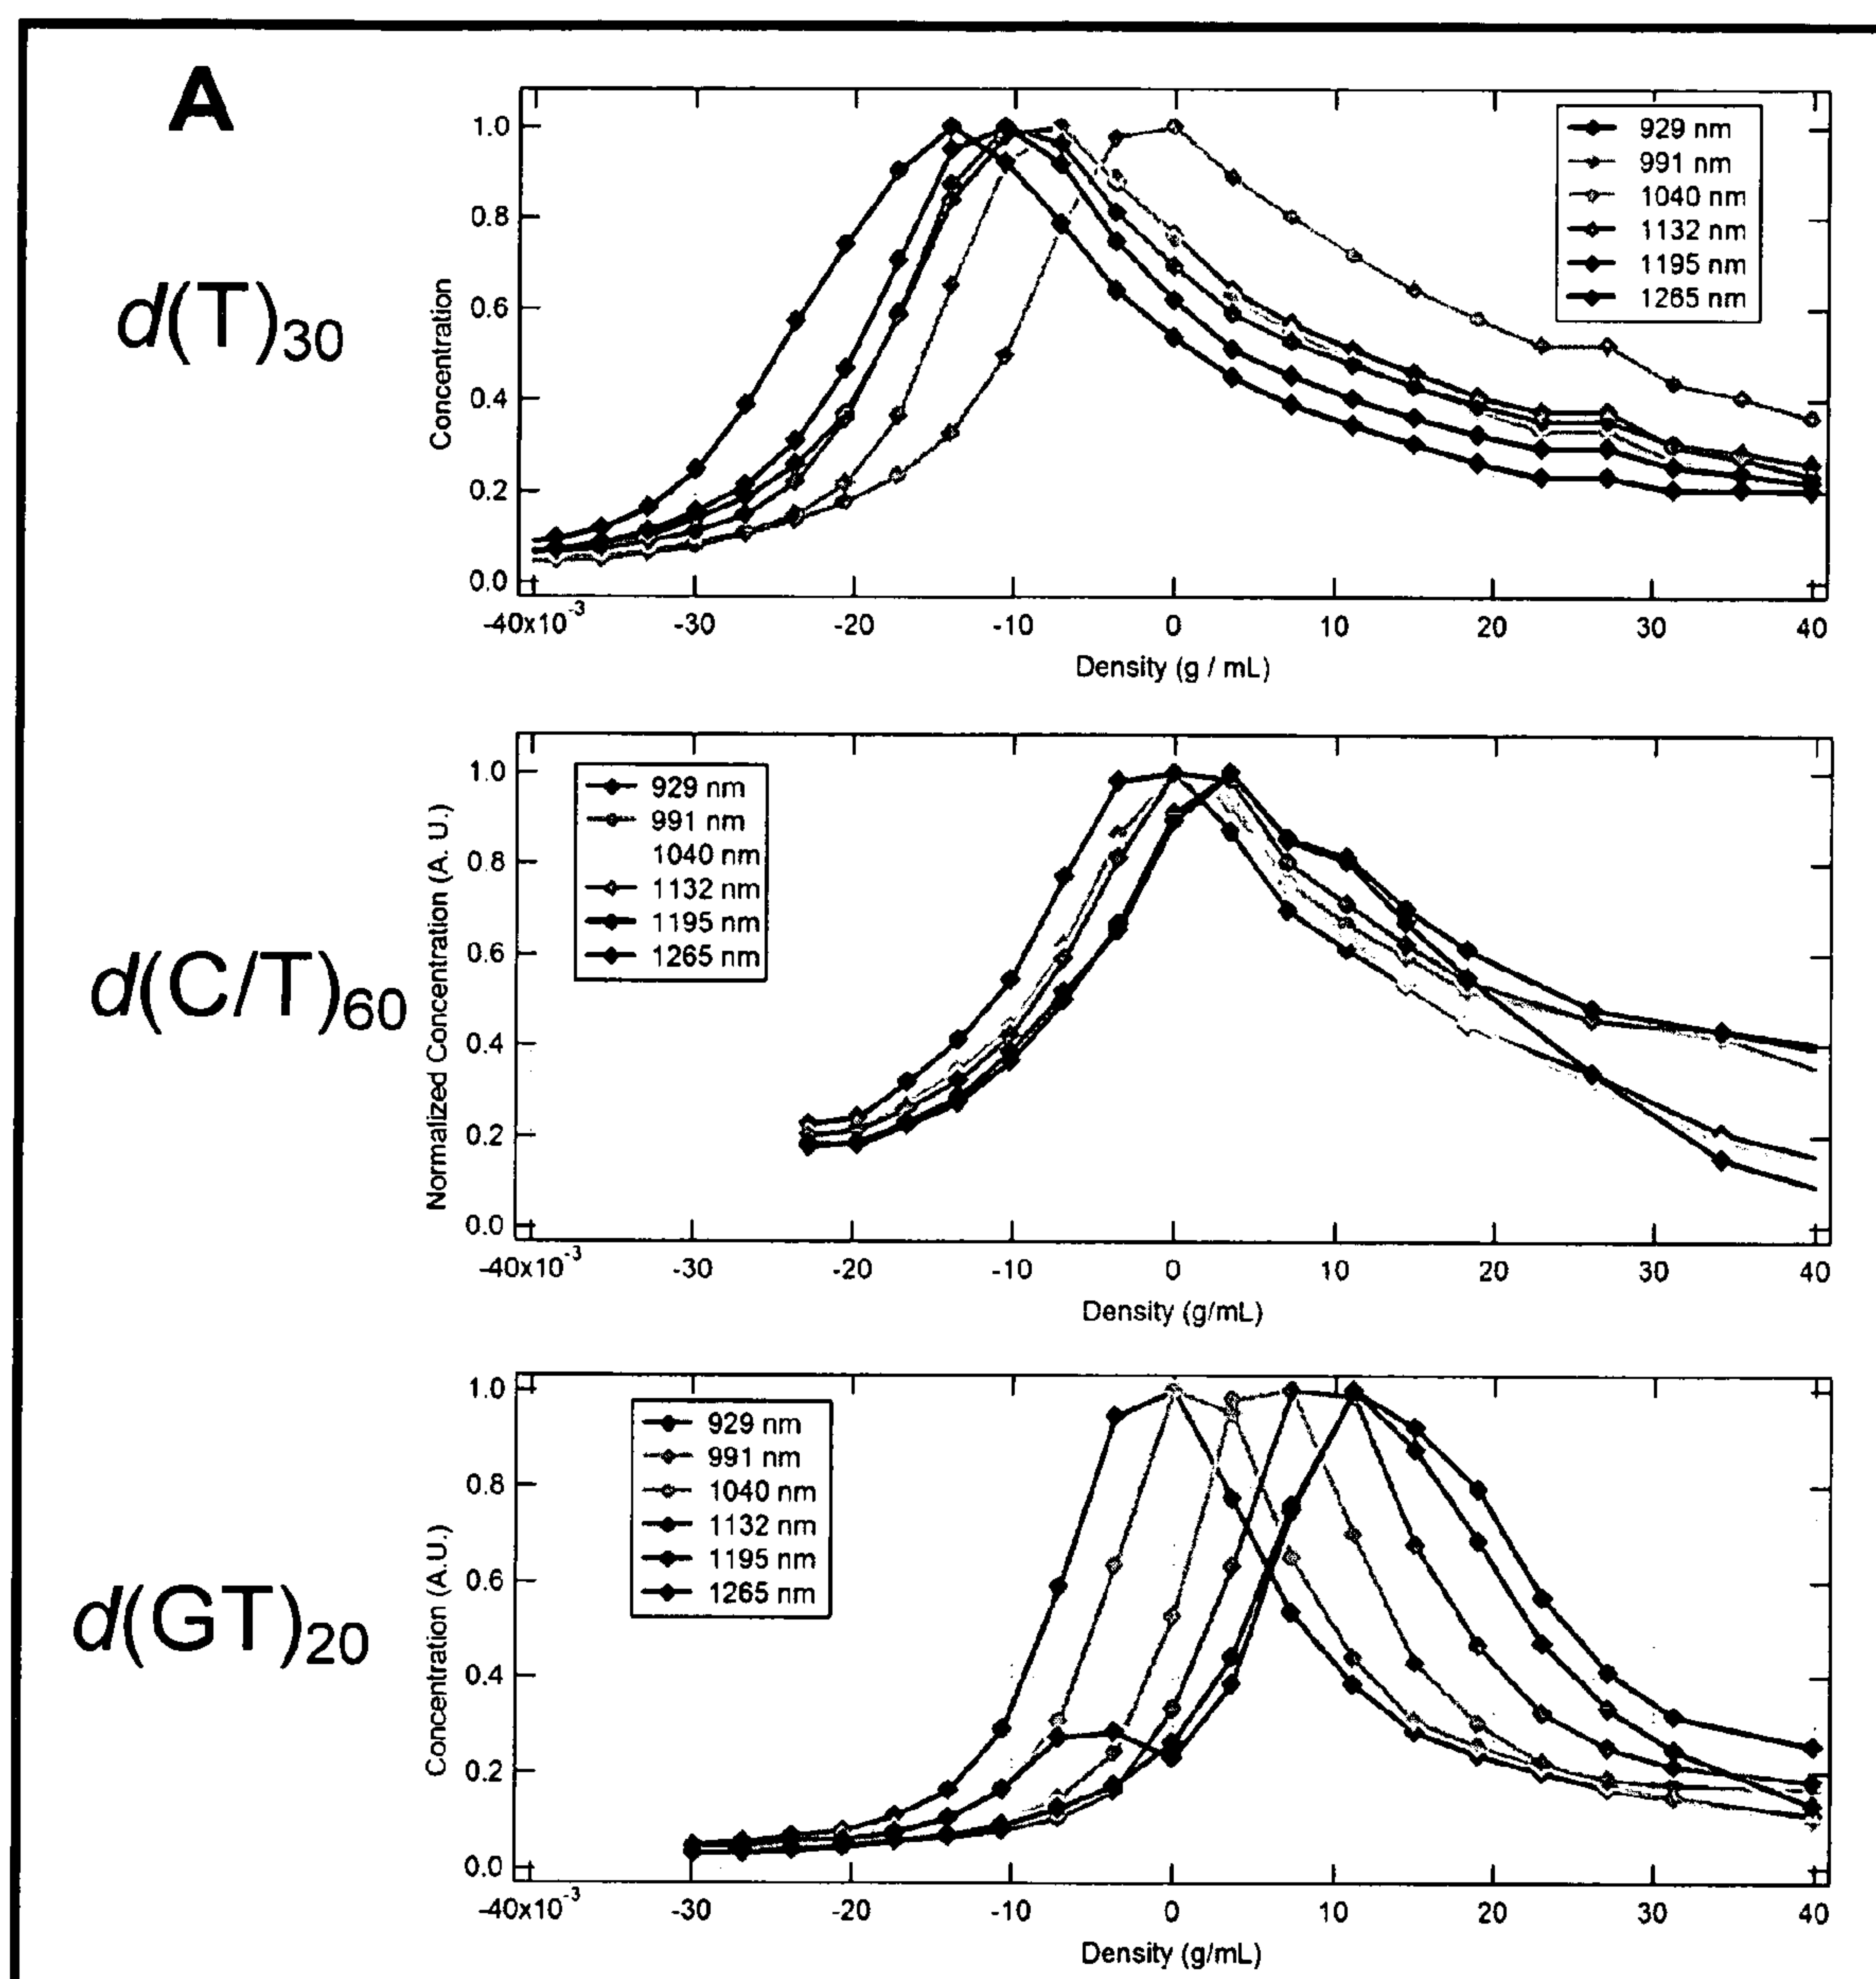 A
d(T)30
Concentration
1.0
0.8
0.6
0.4
0.2
0.0
929 nm
991 nm
1040 nm
1132 nm
1195 nm
1265 nm
-40x10-3 -30 -20 -10 0 10 20 30 40
Density (g / mL)
d(C/T)60
Normalized Concentration (A. U.)
1.0
0.8
0.6
0.4
0.2
0.0
929 nm
991 nm
1040 nm
1132 nm
1195 nm
1265 nm
-40x10-3 -30 -20 -10 0 10 20 30 40
Density (g/mL)
d(GT)20
Concentration (A.U.)
1.0
0.8
0.6
0.4
0.2
0.0
929 nm
991 nm
1040 nm
1132 nm
1195 nm
1265 nm
-40x10-3 -30 -20 -10 0 10 20 30 40
Density (g/mL)